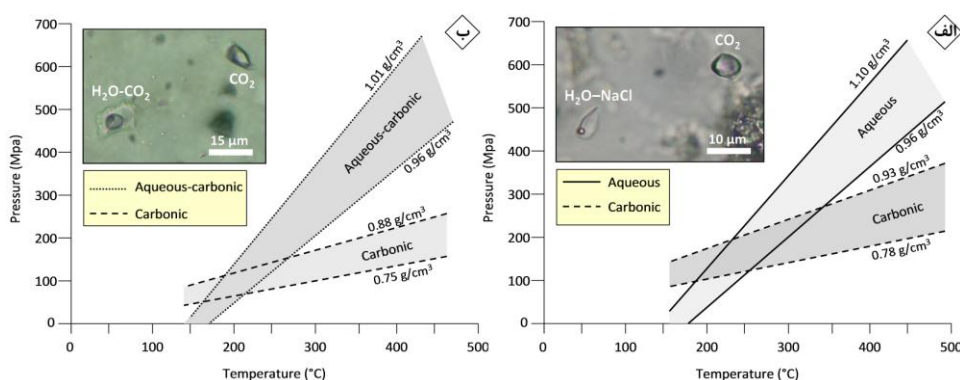 ب
700
600
500
400
300
200
100
0
Pressure (Mpa)
H₂O-CO₂
CO₂
15 µm
Aqueous-carbonic
Carbonic
1.01 g/cm³
Aqueous-carbonic
0.96 g/cm³
0.88 g/cm³
Carbonic
0.75 g/cm³
0 100 200 300 400 500
Temperature (°C)
الف
700
600
500
400
300
200
100
0
Pressure (Mpa)
CO₂
H₂O–NaCl
10 µm
Aqueous
Carbonic
1.10 g/cm³
Aqueous
0.96 g/cm³
0.93 g/cm³
Carbonic
0.78 g/cm³
0 100 200 300 400 500
Temperature (°C)